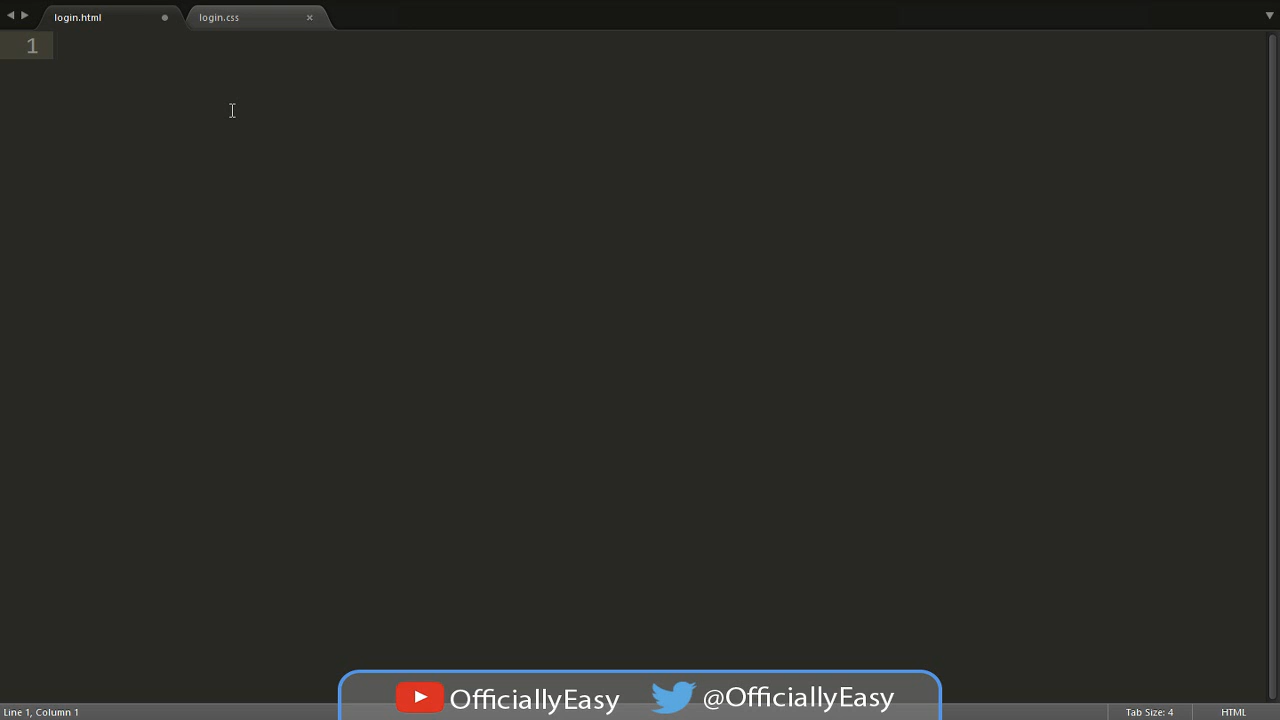 login.html
login.css
1
OfficiallyEasy @OfficiallyEasy
Line 1, Column 1
Tab Size: 4
HTML